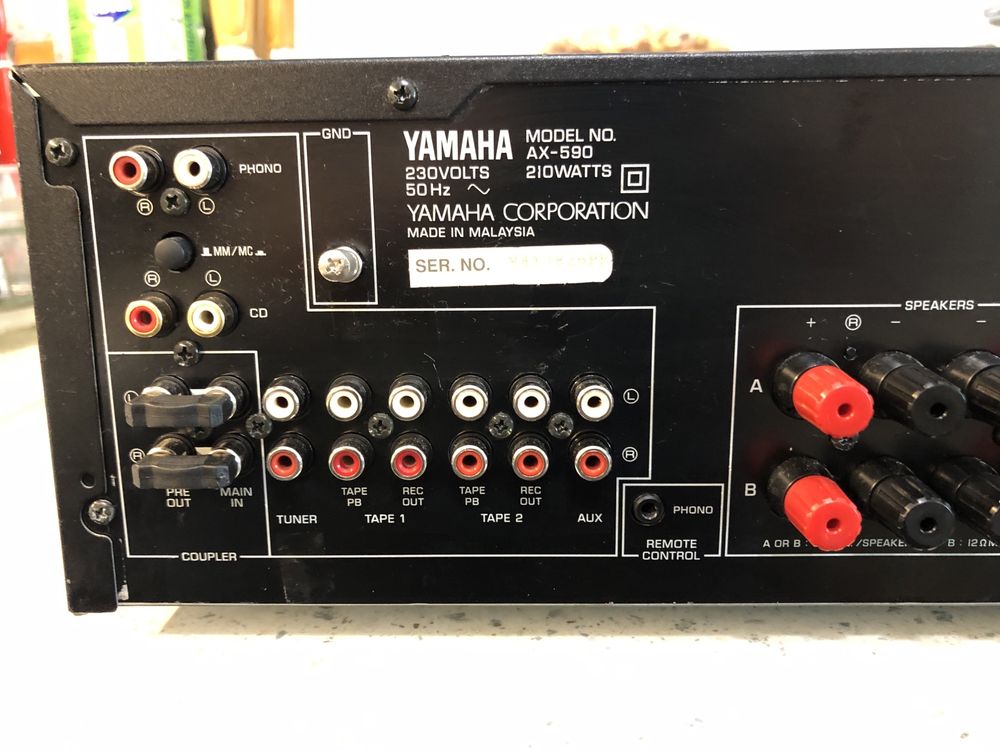 GND
YAMAHA
MODEL NO.
AX-590
230VOLTS
210WATTS
50Hz
YAMAHA CORPORATION
MADE IN MALAYSIA
SER. NO.
PHONO
R L
MM/MC
R L
CD
L
R
PRE OUT
MAIN IN
COUPLER
TUNER
TAPE PB
REC OUT
TAPE 1
TAPE PB
REC OUT
TAPE 2
AUX
L
R
PHONO
REMOTE
CONTROL
SPEAKERS
+ R − −
A
B
A OR B :
/SPEAKER
B : 12Ω